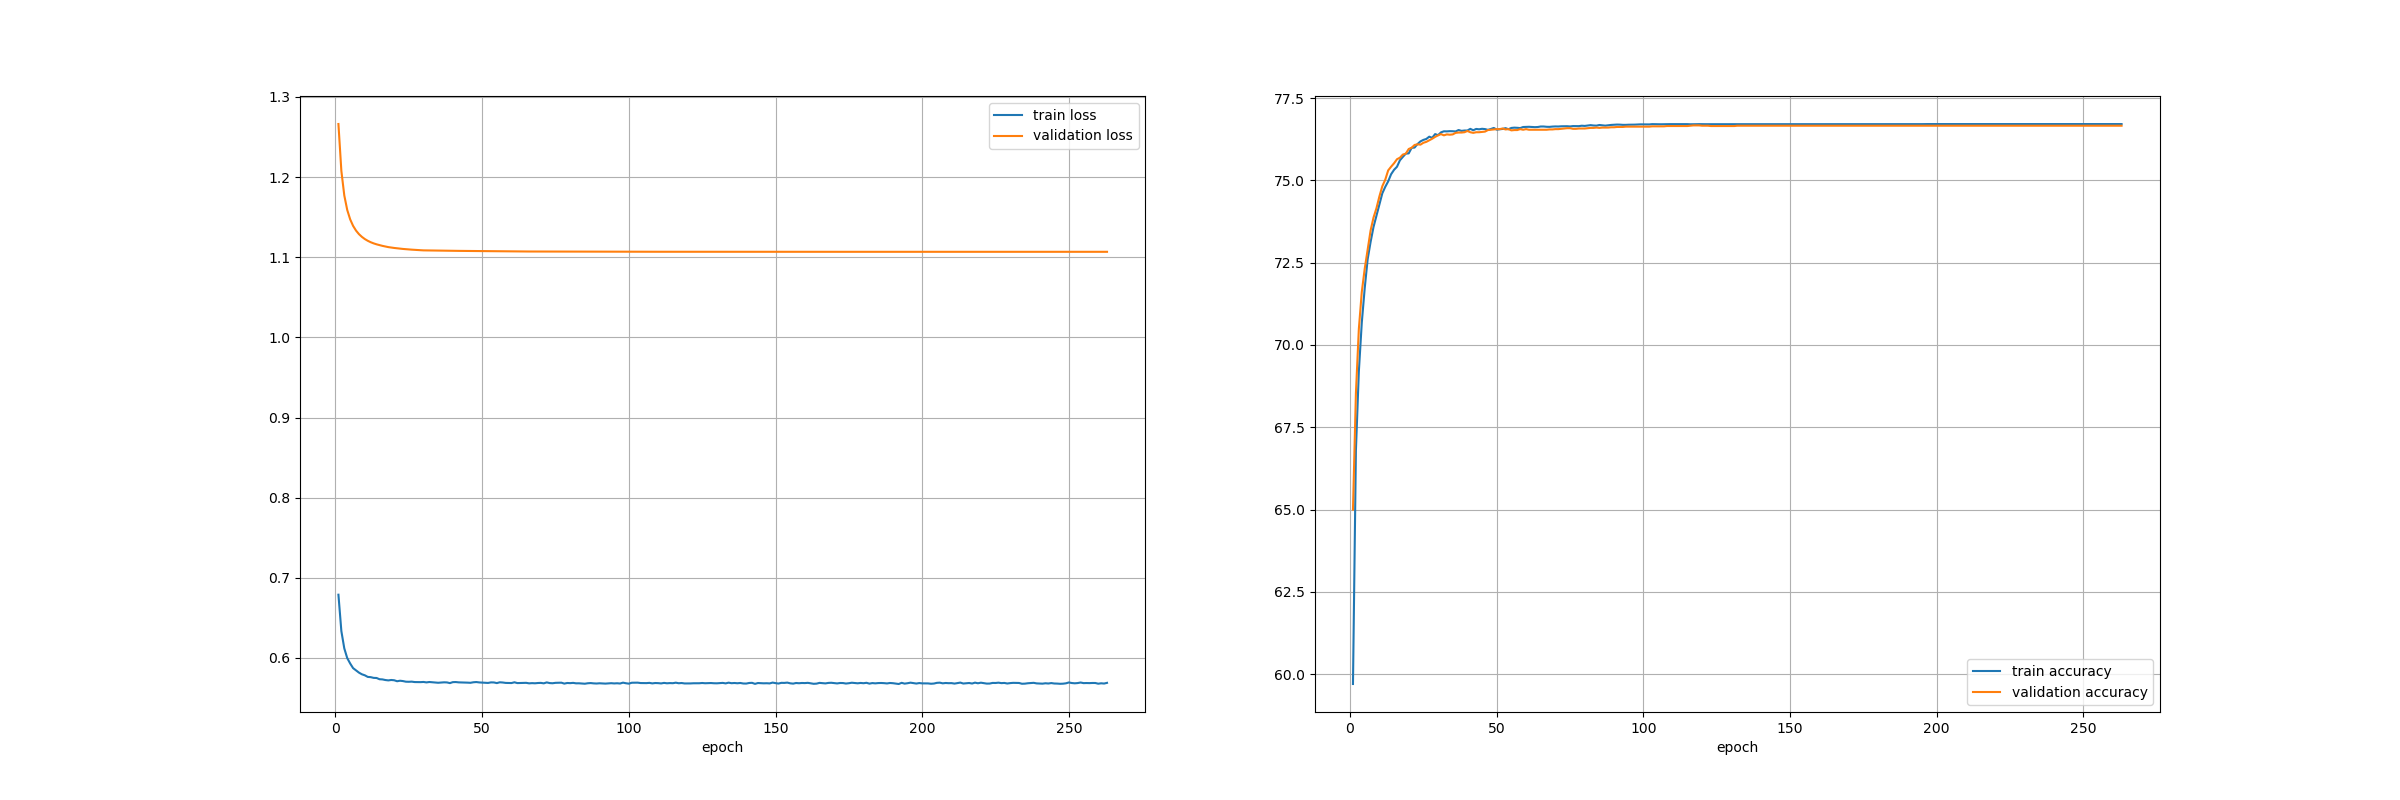 train loss
validation loss
1.3
1.2
1.1
1.0
0.9
0.8
0.7
0.6
0 50 100 150 200 250
epoch
77.5
75.0
72.5
70.0
67.5
65.0
62.5
60.0
train accuracy
validation accuracy
0 50 100 150 200 250
epoch